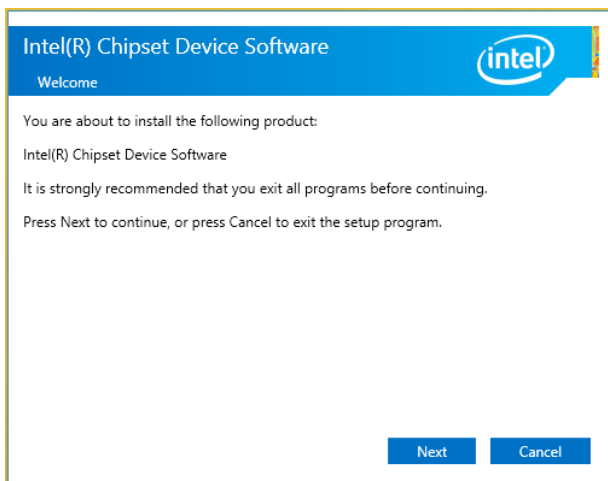 Intel(R) Chipset Device Software
intel
Welcome
You are about to install the following product:
Intel(R) Chipset Device Software
It is strongly recommended that you exit all programs before continuing.
Press Next to continue, or press Cancel to exit the setup program.
Next
Cancel